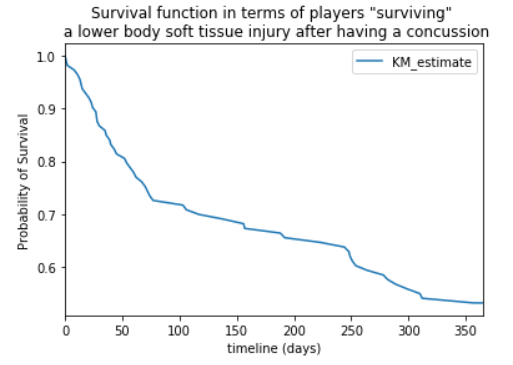 Survival function in terms of players "surviving"
a lower body soft tissue injury after having a concussion
KM_estimate
Probability of Survival
1.0
0.9
0.8
0.7
0.6
0 50 100 150 200 250 300 350
timeline (days)